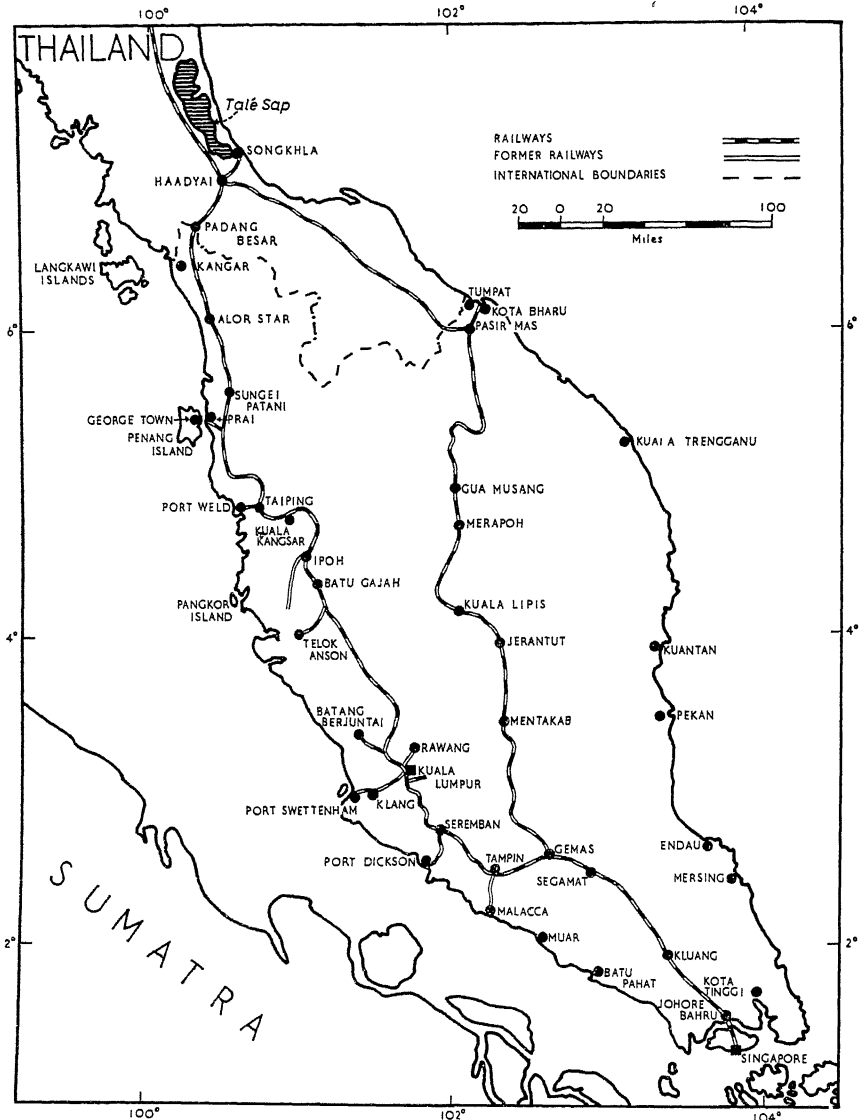 100°
102°
104°
THAILAND
Talé Sap
SONGKHLA
HAADYAI
RAILWAYS
FORMER RAILWAYS
INTERNATIONAL BOUNDARIES
20 0 20 100
Miles
PADANG
BESAR
KANGAR
LANGKAWI
ISLANDS
TUMPAT
KOTA BHARU
PASIR MAS
ALOR STAR
6°
6°
SUNGEI
PATANI
GEORGE TOWN
PRAI
PENANG
ISLAND
KUALA TRENGGANU
GUA MUSANG
PORT WELD
TAIPING
KUALA
KANGSAR
MERAPOH
IPOH
BATU GAJAH
PANGKOR
ISLAND
KUALA LIPIS
4°
4°
TELOK
ANSON
JERANTUT
KUANTAN
BATANG
BERJUNTAI
MENTAKAB
PEKAN
RAWANG
KUALA
LUMPUR
PORT SWETTENHAM
KLANG
SEREMBAN
PORT DICKSON
TAMPIN
GEMAS
SEGAMAT
ENDAU
MERSING
MALACCA
MUAR
2°
2°
KLUANG
BATU
PAHAT
KOTA
TINGGI
JOHORE
BAHRU
SINGAPORE
SUMATRA
100°
102°
104°